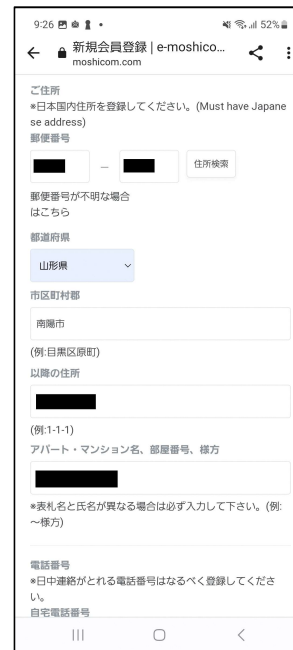 9:26 52%
新規会員登録 | e-moshico...
moshicom.com
ご住所
※日本国内住所を登録してください。(Must have Japane
se address)
郵便番号
– 住所検索
郵便番号が不明な場合
はこちら
都道府県
山形県
市区町村郡
南陽市
(例:目黒区原町)
以降の住所
(例:1-1-1)
アパート・マンション名、部屋番号、様方
※表札名と氏名が異なる場合は必ず入力して下さい。(例:
～様方)
電話番号
※日中連絡がとれる電話番号はなるべく登録してくださ
い。
自宅電話番号